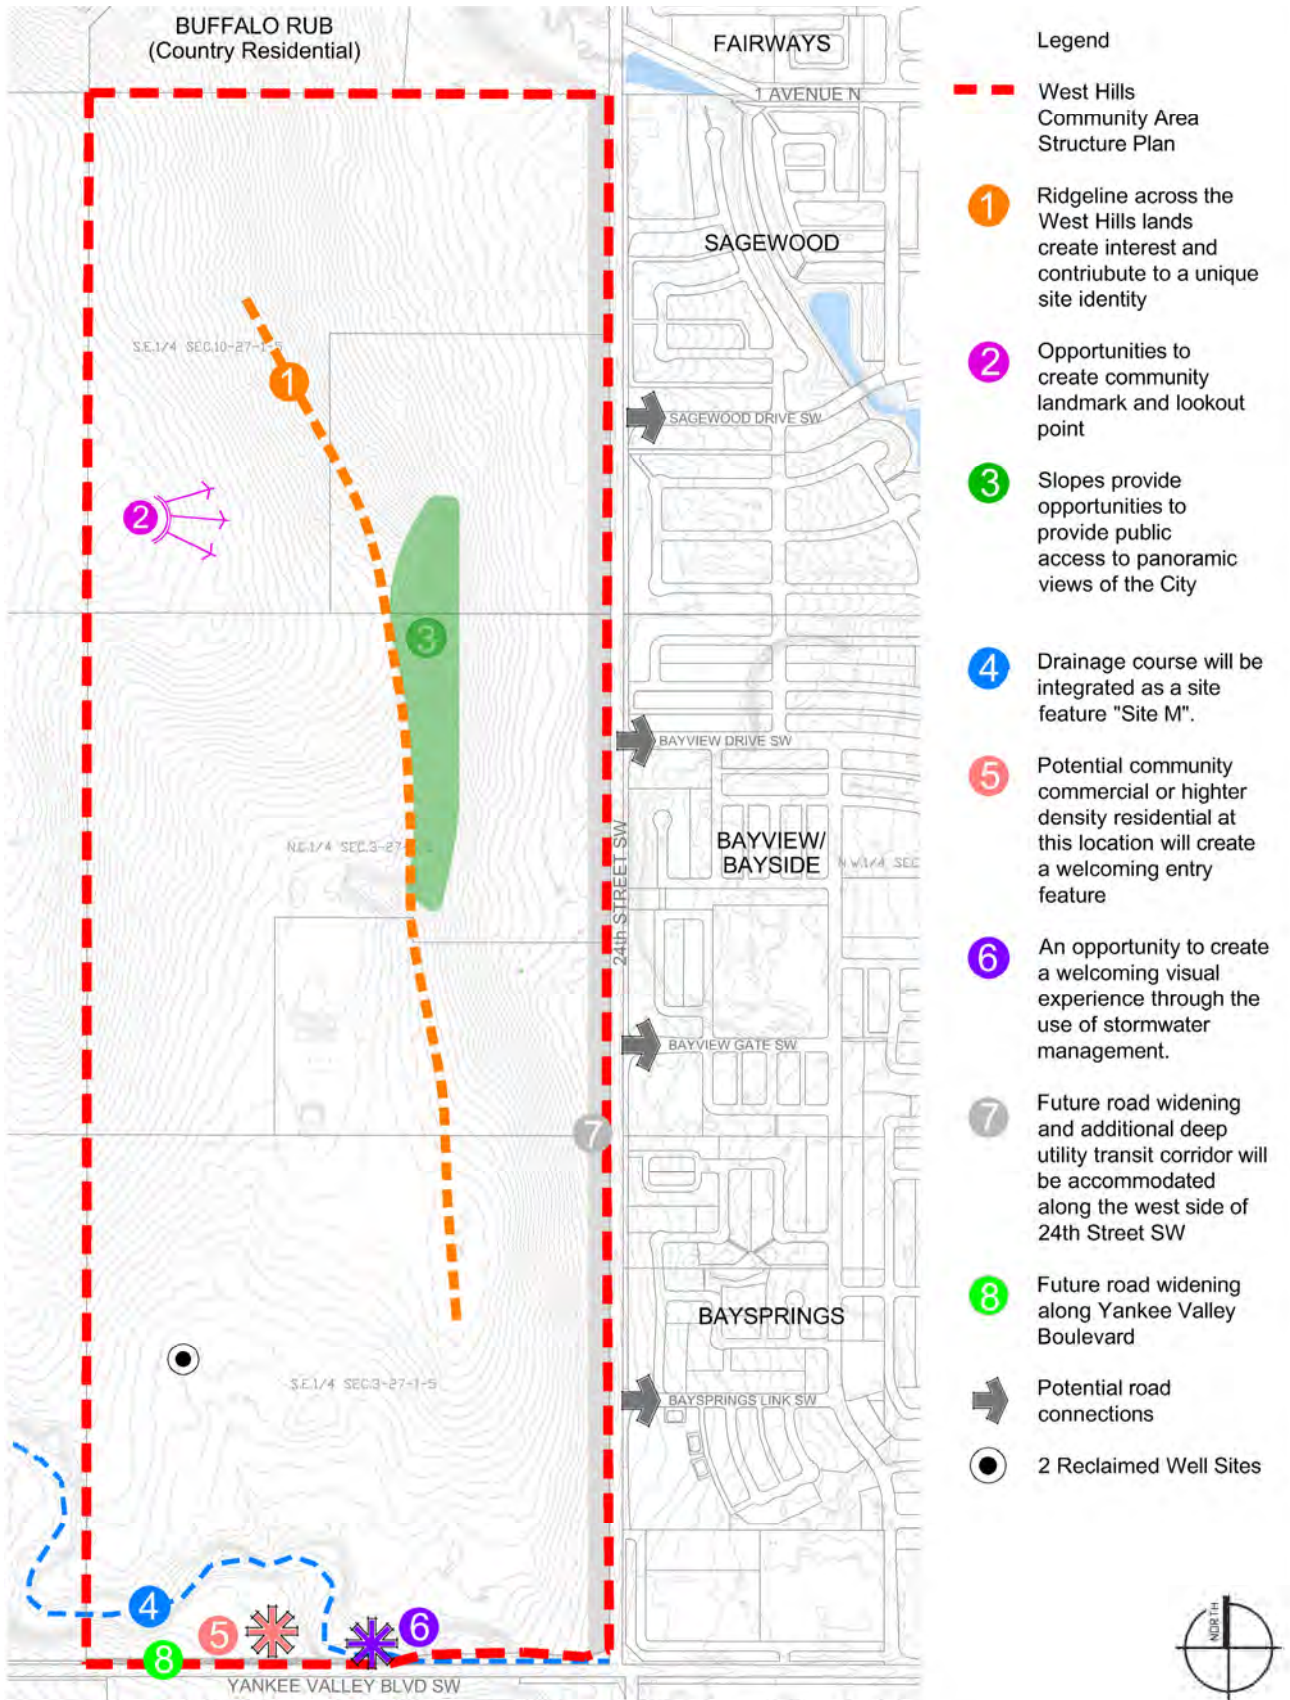 BUFFALO RUB
(Country Residential)
FAIRWAYS
1 AVENUE N
SAGEWOOD
S.E.1/4 SEC.10-27-1-5
1
SAGEWOOD DRIVE SW
2
3
BAYVIEW DRIVE SW
N.E.1/4 SEC.3-27-
24th STREET SW
BAYVIEW/
BAYSIDE
N.W.1/4 SEC
BAYVIEW GATE SW
7
BAYSPRINGS
S.E.1/4 SEC.3-27-1-5
BAYSPRINGS LINK SW
4
5
6
8
YANKEE VALLEY BLVD SW
Legend
West Hills
Community Area
Structure Plan
1
Ridgeline across the
West Hills lands
create interest and
contriubute to a unique
site identity
2
Opportunities to
create community
landmark and lookout
point
3
Slopes provide
opportunities to
provide public
access to panoramic
views of the City
4
Drainage course will be
integrated as a site
feature "Site M".
5
Potential community
commercial or highter
density residential at
this location will create
a welcoming entry
feature
6
An opportunity to create
a welcoming visual
experience through the
use of stormwater
management.
7
Future road widening
and additional deep
utility transit corridor will
be accommodated
along the west side of
24th Street SW
8
Future road widening
along Yankee Valley
Boulevard
Potential road
connections
2 Reclaimed Well Sites
NORTH